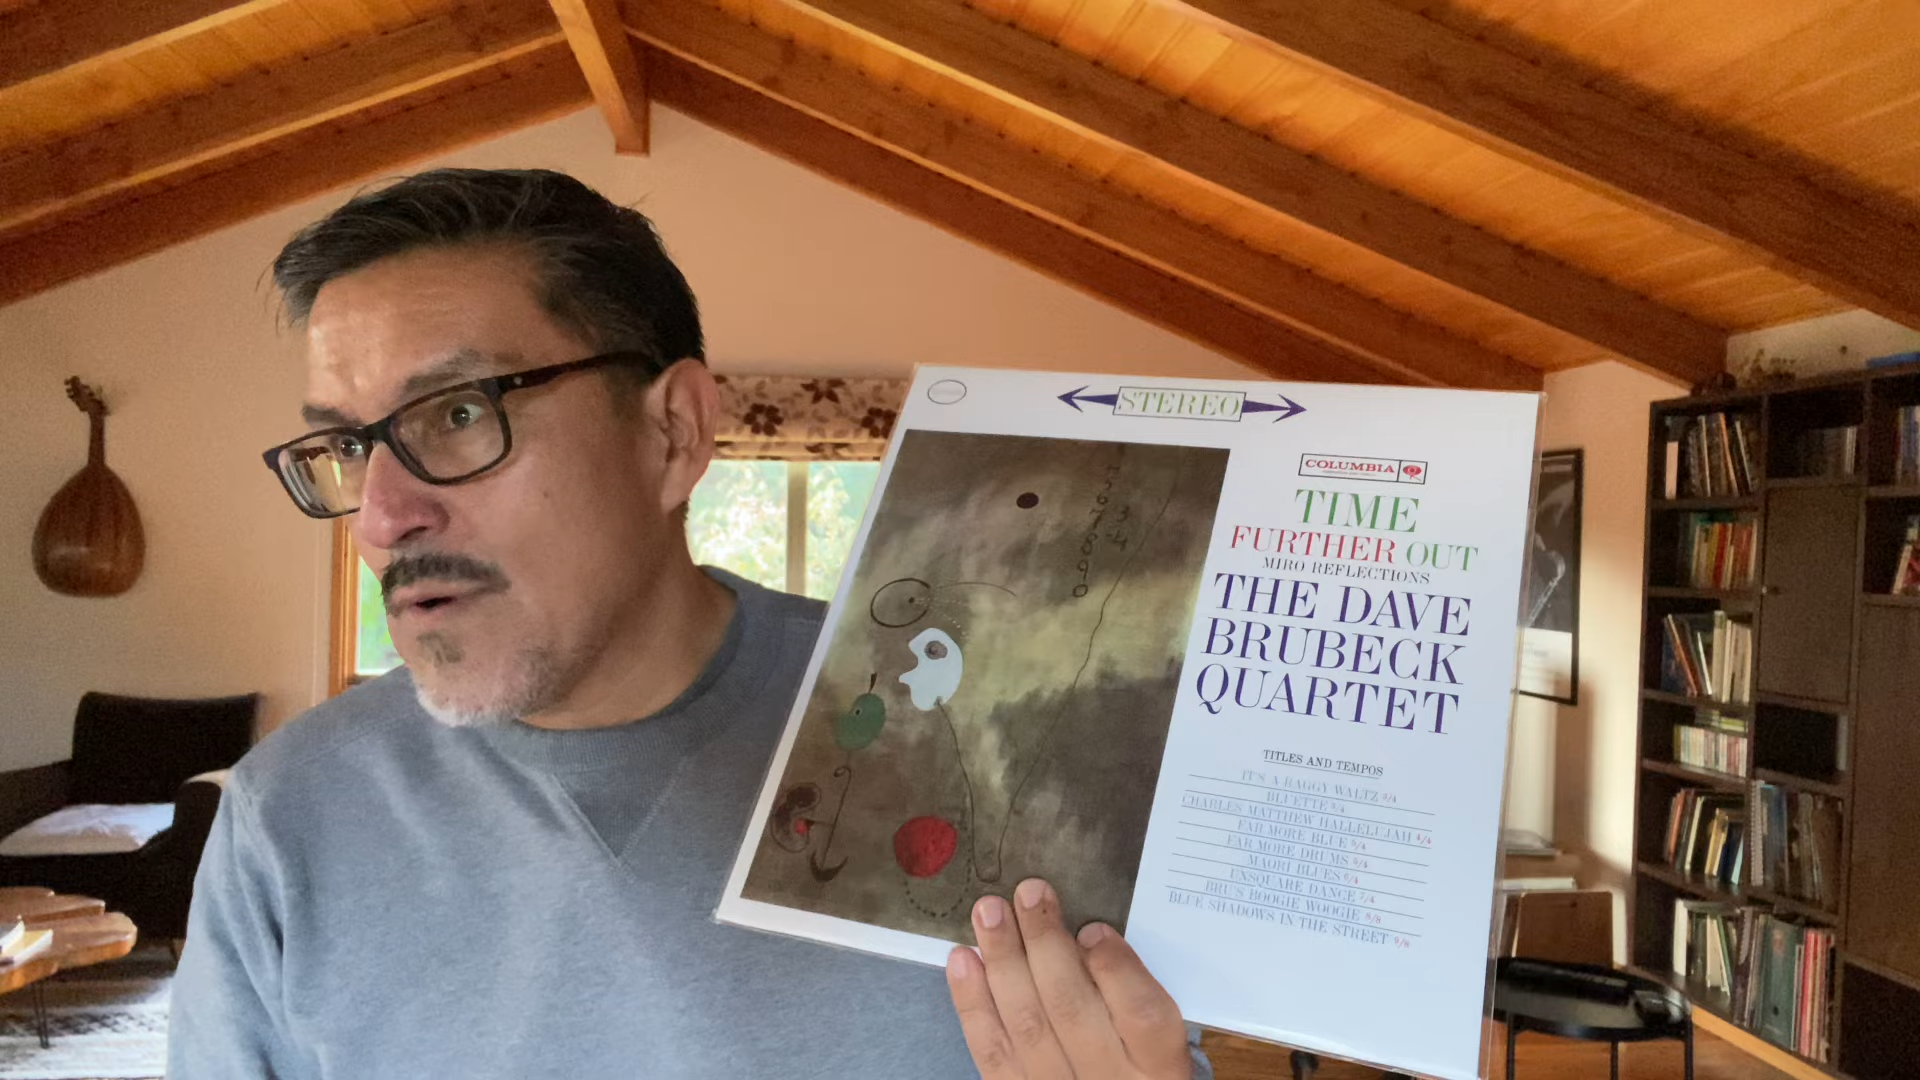 STEREO
COLUMBIA
TIME
FURTHER OUT
MIRO REFLECTIONS
THE DAVE
BRUBECK
QUARTET
TITLES AND TEMPOS
IT'S A RAGGY WALTZ 3/4
BLUETTE 3/4
CHARLES MATTHEW HALLELUJAH 4/4
FAR MORE BLUE 5/4
FAR MORE DRUMS 5/4
MAORI BLUES 6/4
UNSQUARE DANCE 7/4
BRU'S BOOGIE WOOGIE 8/8
BLUE SHADOWS IN THE STREET 9/8